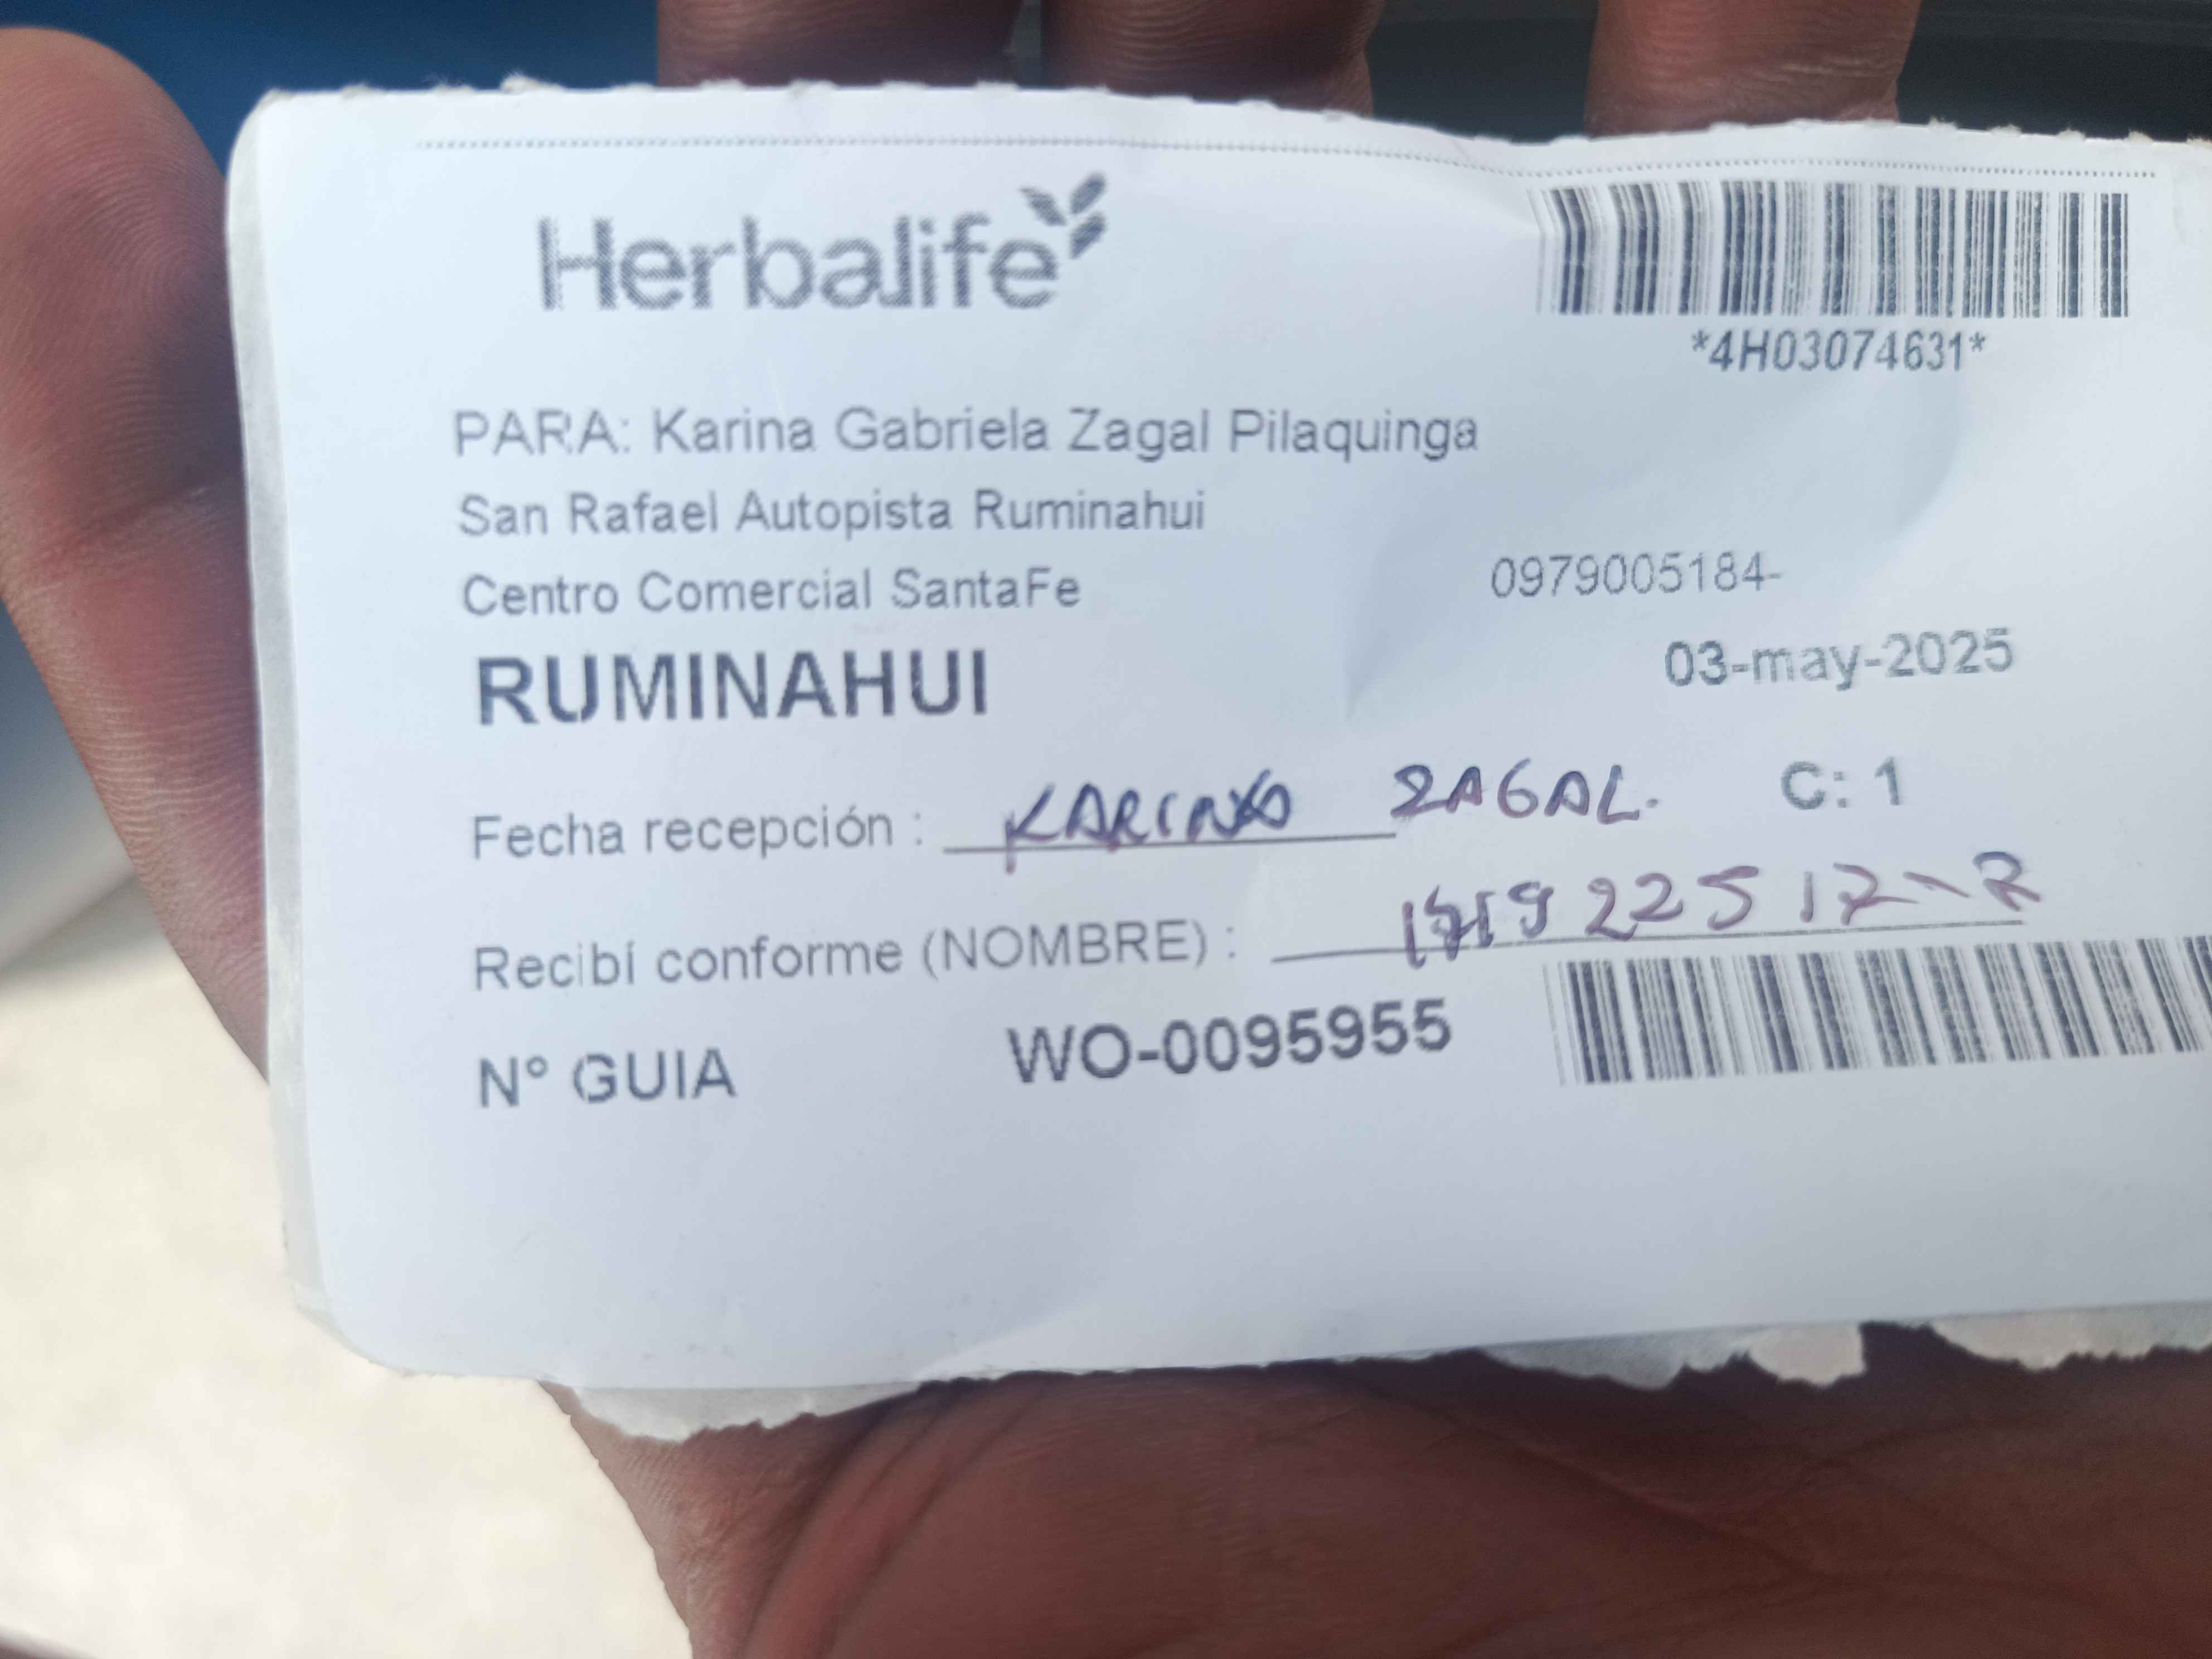 Herbalife
*4H03074631*
PARA: Karina Gabriela Zagal Pilaquinga
San Rafael Autopista Ruminahui
Centro Comercial SantaFe
0979005184-
RUMINAHUI
03-may-2025
Fecha recepción : KARINA ZAGAL. C: 1
Recibí conforme (NOMBRE) :
N° GUIA WO-0095955